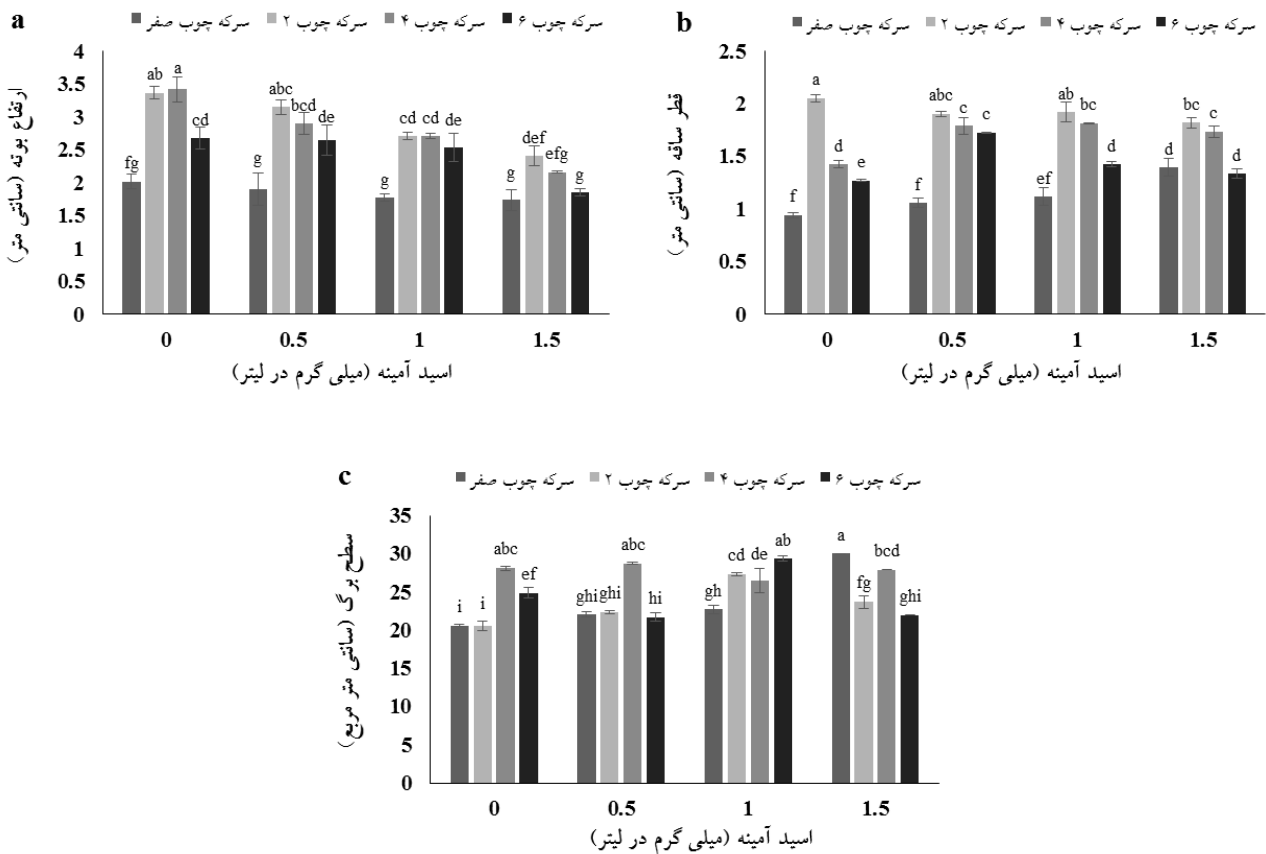 a
سرکه چوب صفر سرکه چوب ۲ سرکه چوب ۴ سرکه چوب ۶
ارتفاع بوته (سانتی متر)
4
3.5
3
2.5
2
1.5
1
0.5
0
fg ab a cd
g abc bcd de
g cd cd de
g def efg g
0 0.5 1 1.5
اسید آمینه (میلی گرم در لیتر)
b
سرکه چوب صفر سرکه چوب ۲ سرکه چوب ۴ سرکه چوب ۶
قطر ساقه (سانتی متر)
2.5
2
1.5
1
0.5
0
f a d e
f abc c c
ef ab bc d
d bc c d
0 0.5 1 1.5
اسید آمینه (میلی گرم در لیتر)
c
سرکه چوب صفر سرکه چوب ۲ سرکه چوب ۴ سرکه چوب ۶
سطح برگ (سانتی متر مربع)
35
30
25
20
15
10
5
0
i i abc ef
ghi ghi abc hi
gh cd de ab
a fg bcd ghi
0 0.5 1 1.5
اسید آمینه (میلی گرم در لیتر)